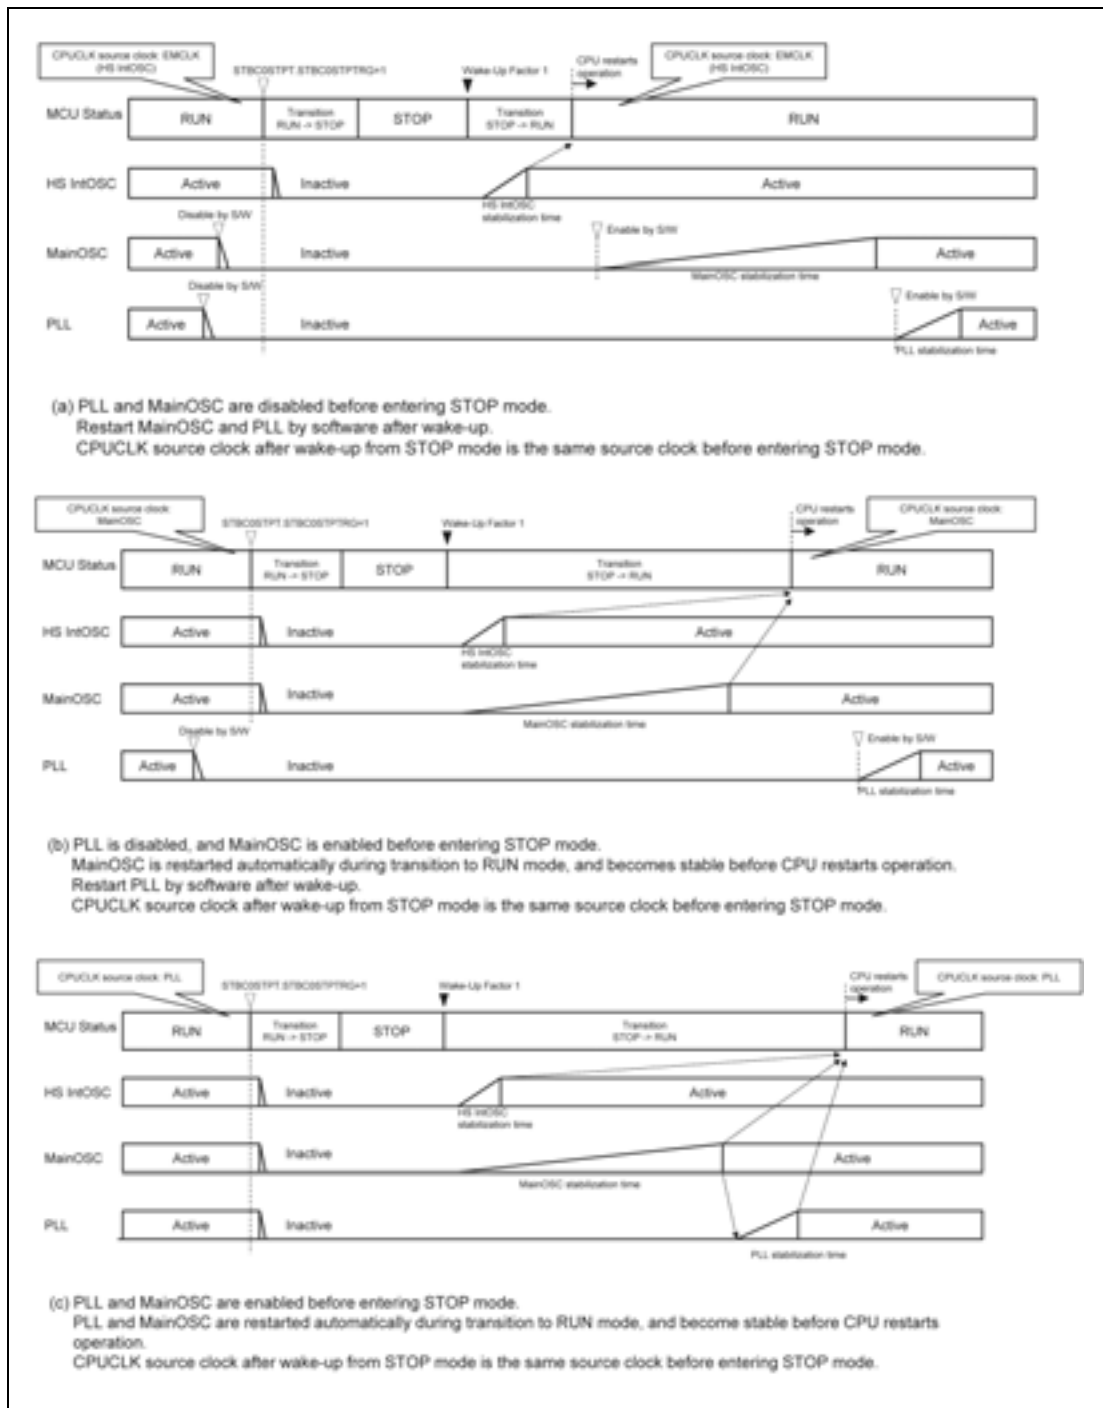 CPUCLK source clock: EMCLK
(HS IntOSC)
STBC0STPT.STBC0STPTRG=1
Wake-Up Factor 1
CPU restarts
operation
CPUCLK source clock: EMCLK
(HS IntOSC)
MCU Status
RUN
Transition
RUN -> STOP
STOP
Transition
STOP -> RUN
RUN
HS IntOSC
Active
Inactive
HS IntOSC
stabilization time
Active
Disable by S/W
Enable by S/W
MainOSC
Active
Inactive
MainOSC stabilization time
Active
Disable by S/W
Enable by S/W
PLL
Active
Inactive
PLL stabilization time
Active
(a) PLL and MainOSC are disabled before entering STOP mode.
Restart MainOSC and PLL by software after wake-up.
CPUCLK source clock after wake-up from STOP mode is the same source clock before entering STOP mode.
CPUCLK source clock:
MainOSC
STBC0STPT.STBC0STPTRG=1
Wake-Up Factor 1
CPU restarts
operation
CPUCLK source clock:
MainOSC
MCU Status
RUN
Transition
RUN -> STOP
STOP
Transition
STOP -> RUN
RUN
HS IntOSC
Active
Inactive
HS IntOSC
stabilization time
Active
MainOSC
Active
Inactive
MainOSC stabilization time
Active
Disable by S/W
Enable by S/W
PLL
Active
Inactive
PLL stabilization time
Active
(b) PLL is disabled, and MainOSC is enabled before entering STOP mode.
MainOSC is restarted automatically during transition to RUN mode, and becomes stable before CPU restarts operation.
Restart PLL by software after wake-up.
CPUCLK source clock after wake-up from STOP mode is the same source clock before entering STOP mode.
CPUCLK source clock: PLL
STBC0STPT.STBC0STPTRG=1
Wake-Up Factor 1
CPU restarts
operation
CPUCLK source clock: PLL
MCU Status
RUN
Transition
RUN -> STOP
STOP
Transition
STOP -> RUN
RUN
HS IntOSC
Active
Inactive
HS IntOSC
stabilization time
Active
MainOSC
Active
Inactive
MainOSC stabilization time
Active
PLL
Active
Inactive
PLL stabilization time
Active
(c) PLL and MainOSC are enabled before entering STOP mode.
PLL and MainOSC are restarted automatically during transition to RUN mode, and become stable before CPU restarts
operation.
CPUCLK source clock after wake-up from STOP mode is the same source clock before entering STOP mode.